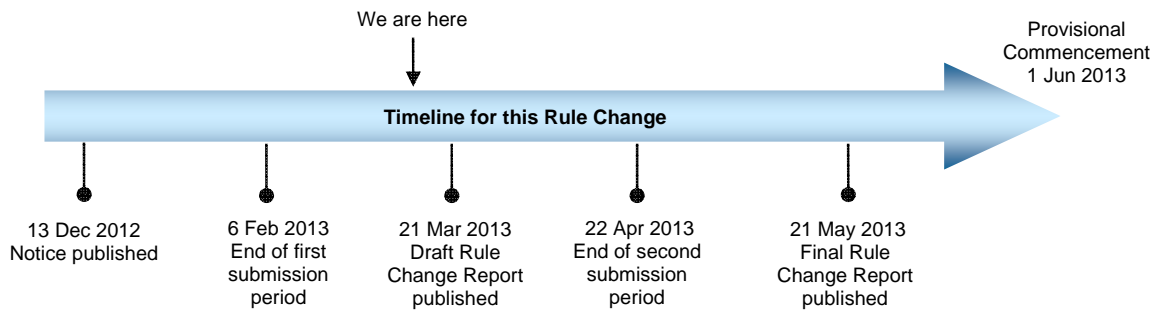 We are here
Provisional
Commencement
1 Jun 2013
Timeline for this Rule Change
13 Dec 2012
Notice published
6 Feb 2013
End of first
submission
period
21 Mar 2013
Draft Rule
Change Report
published
22 Apr 2013
End of second
submission
period
21 May 2013
Final Rule
Change Report
published